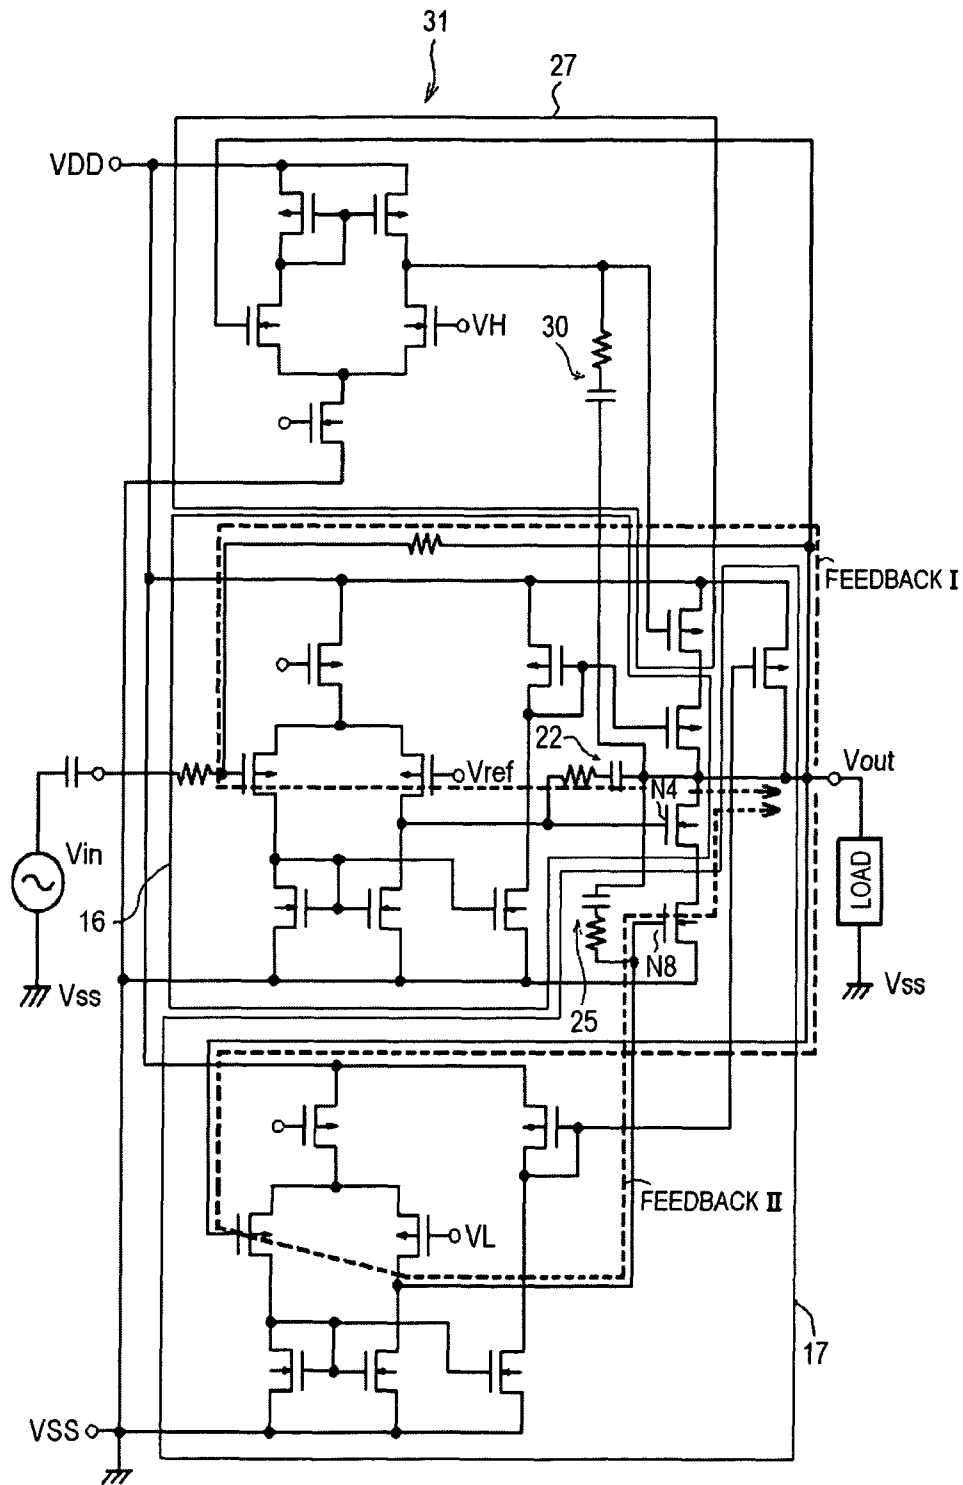 31
27
VDD
VH
30
FEEDBACK I
22
Vref
Vout
N4
Vin
LOAD
16
N8
Vss
Vss
25
FEEDBACK II
VL
17
VSS